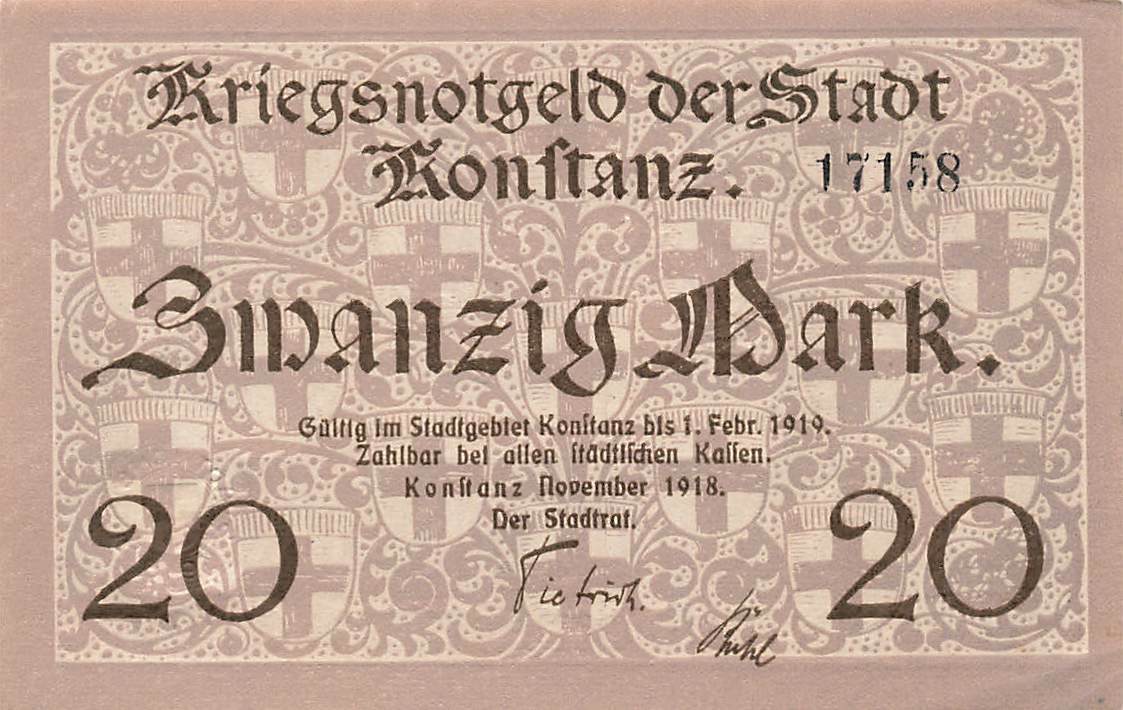 Kriegsnotgeld der Stadt
Konſtanz. 17158
Zwanzig Mark.
Gültig im Stadtgebiet Konſtanz bis 1. Febr. 1919.
Zahlbar bei allen ſtädtiſchen Kaſſen.
Konſtanz November 1918.
Der Stadtrat.
20 20
Dietrich.